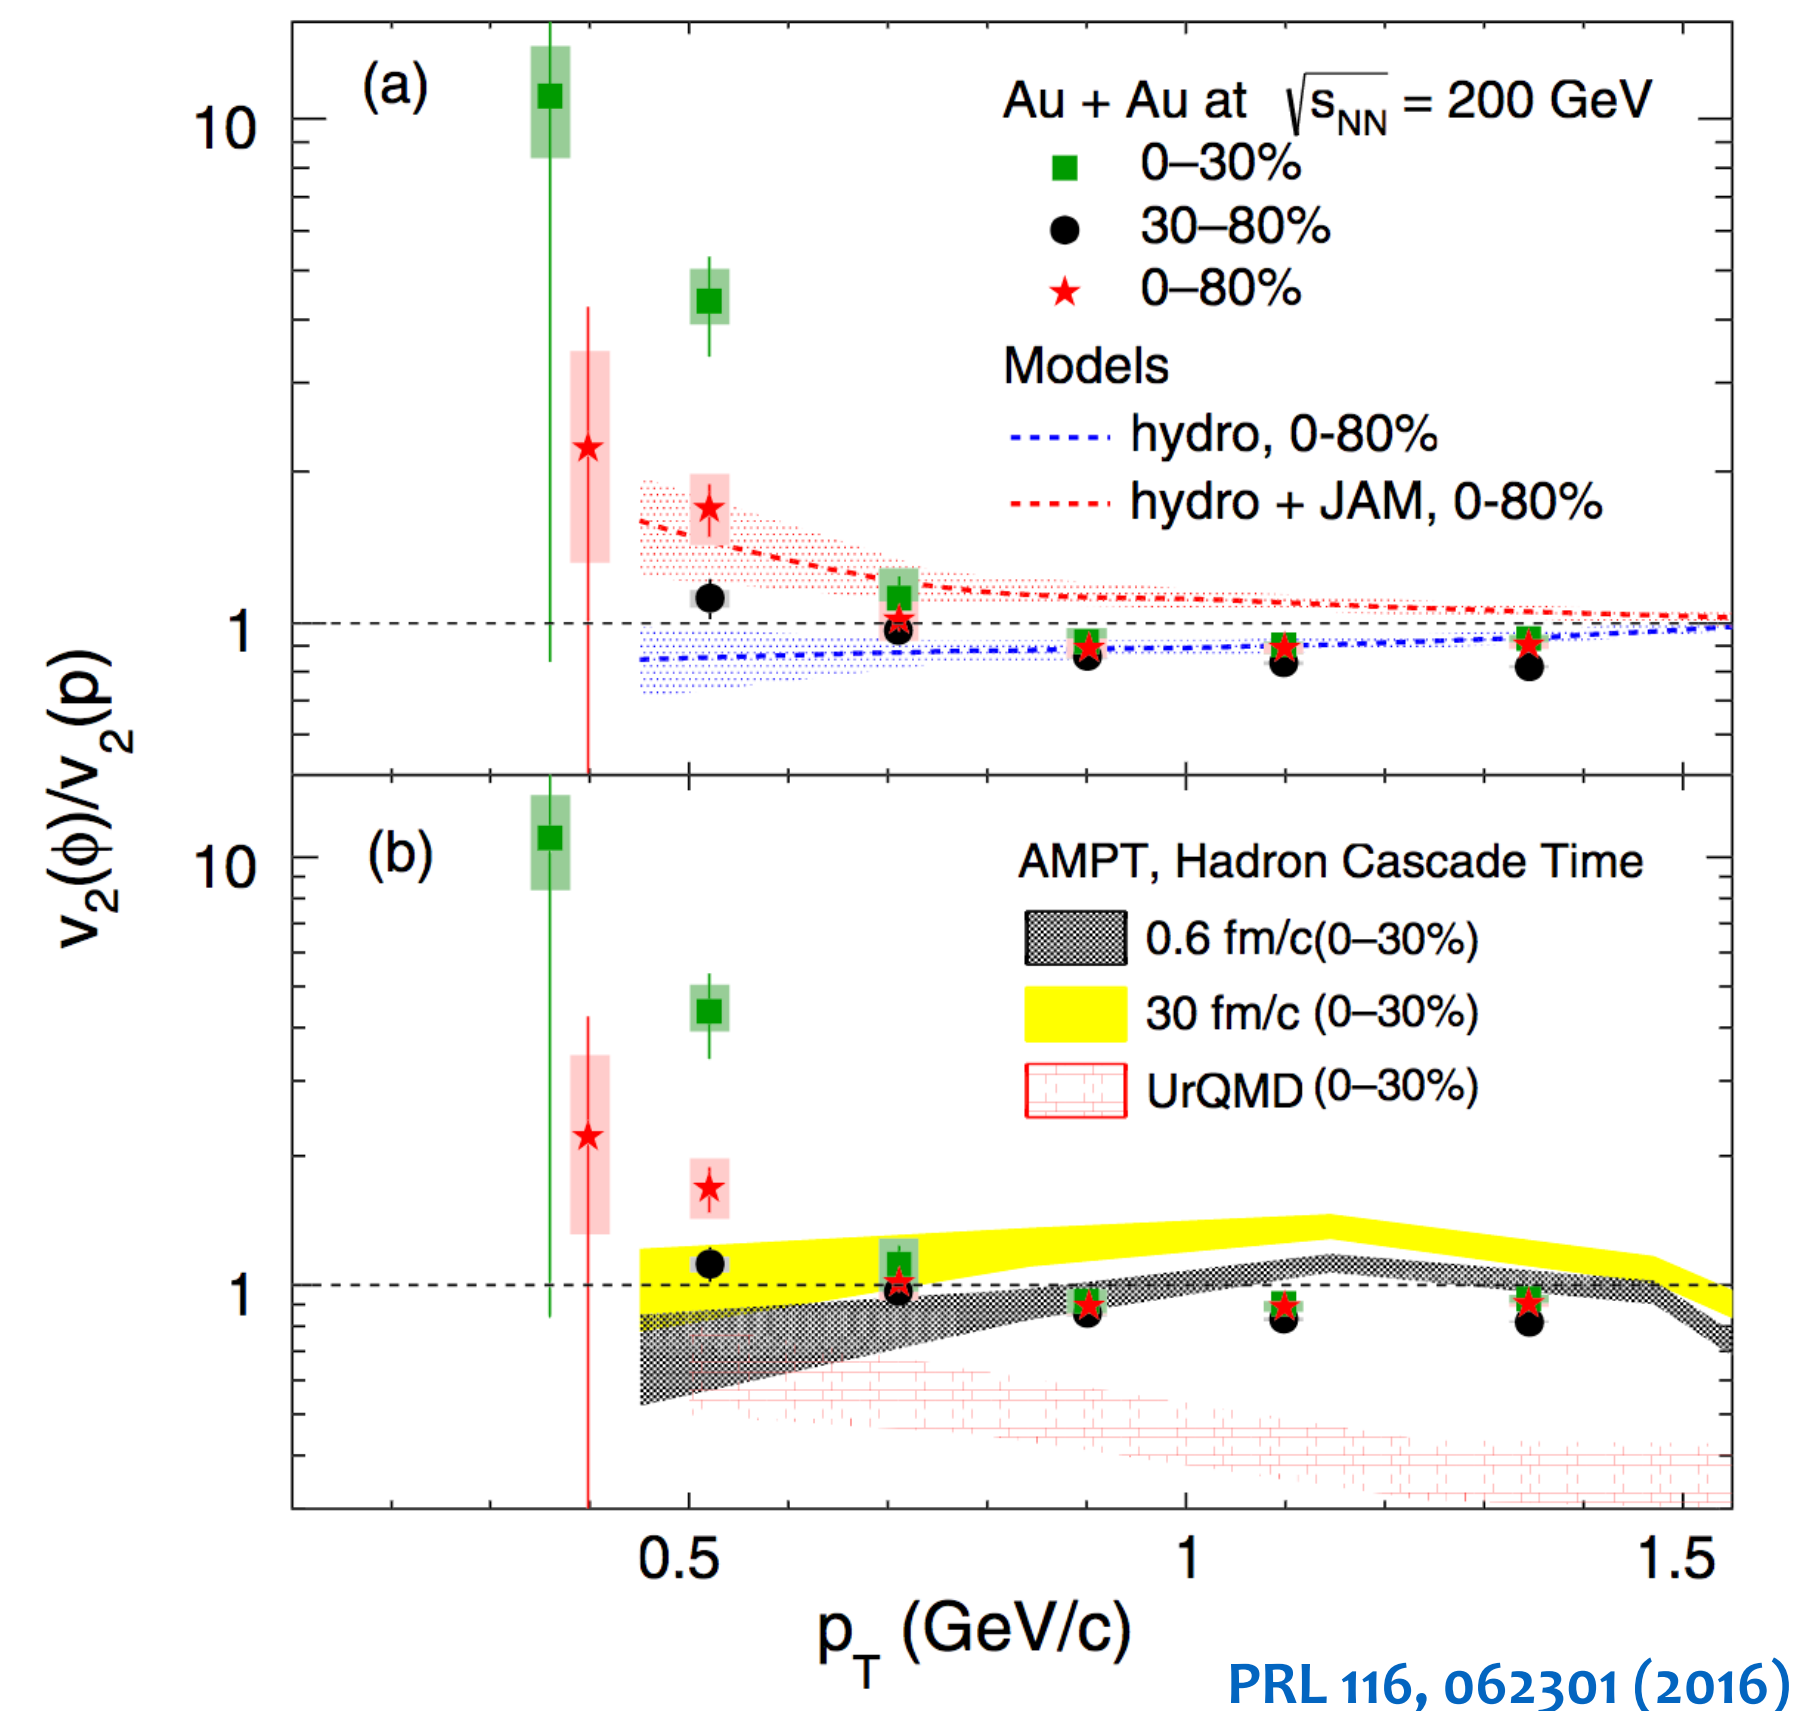 (a)
Au + Au at √sNN = 200 GeV
0–30%
30–80%
0–80%
Models
hydro, 0-80%
hydro + JAM, 0-80%
10
1
v2(ϕ)/v2(p)
(b)
AMPT, Hadron Cascade Time
0.6 fm/c(0–30%)
30 fm/c (0–30%)
UrQMD (0–30%)
10
1
0.5 1 1.5
pT (GeV/c)
PRL 116, 062301 (2016)